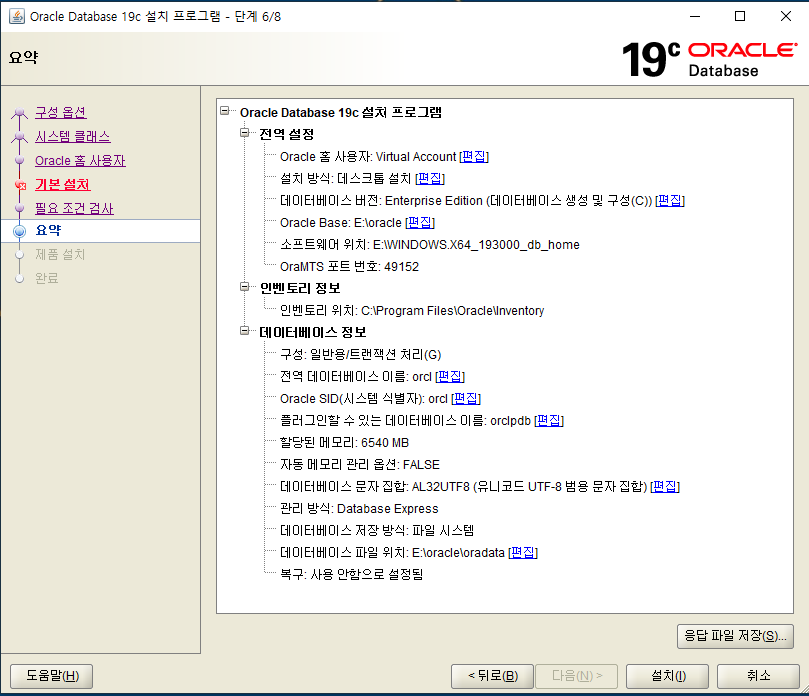 Oracle Database 19c 설치 프로그램 - 단계 6/8
요약
19c ORACLE
Database
구성 옵션
시스템 클래스
Oracle 홈 사용자
기본 설치
필요 조건 검사
요약
제품 설치
완료
Oracle Database 19c 설치 프로그램
전역 설정
Oracle 홈 사용자: Virtual Account [편집]
설치 방식: 데스크톱 설치 [편집]
데이터베이스 버전: Enterprise Edition (데이터베이스 생성 및 구성(C)) [편집]
Oracle Base: E:\oracle [편집]
소프트웨어 위치: E:\WINDOWS.X64_193000_db_home
OraMTS 포트 번호: 49152
인벤토리 정보
인벤토리 위치: C:\Program Files\Oracle\Inventory
데이터베이스 정보
구성: 일반용/트랜잭션 처리(G)
전역 데이터베이스 이름: orcl [편집]
Oracle SID(시스템 식별자): orcl [편집]
플러그인할 수 있는 데이터베이스 이름: orclpdb [편집]
할당된 메모리: 6540 MB
자동 메모리 관리 옵션: FALSE
데이터베이스 문자 집합: AL32UTF8 (유니코드 UTF-8 범용 문자 집합) [편집]
관리 방식: Database Express
데이터베이스 저장 방식: 파일 시스템
데이터베이스 파일 위치: E:\oracle\oradata [편집]
복구: 사용 안함으로 설정됨
응답 파일 저장(S)...
도움말(H)
< 뒤로(B)
다음(N) >
설치(I)
취소